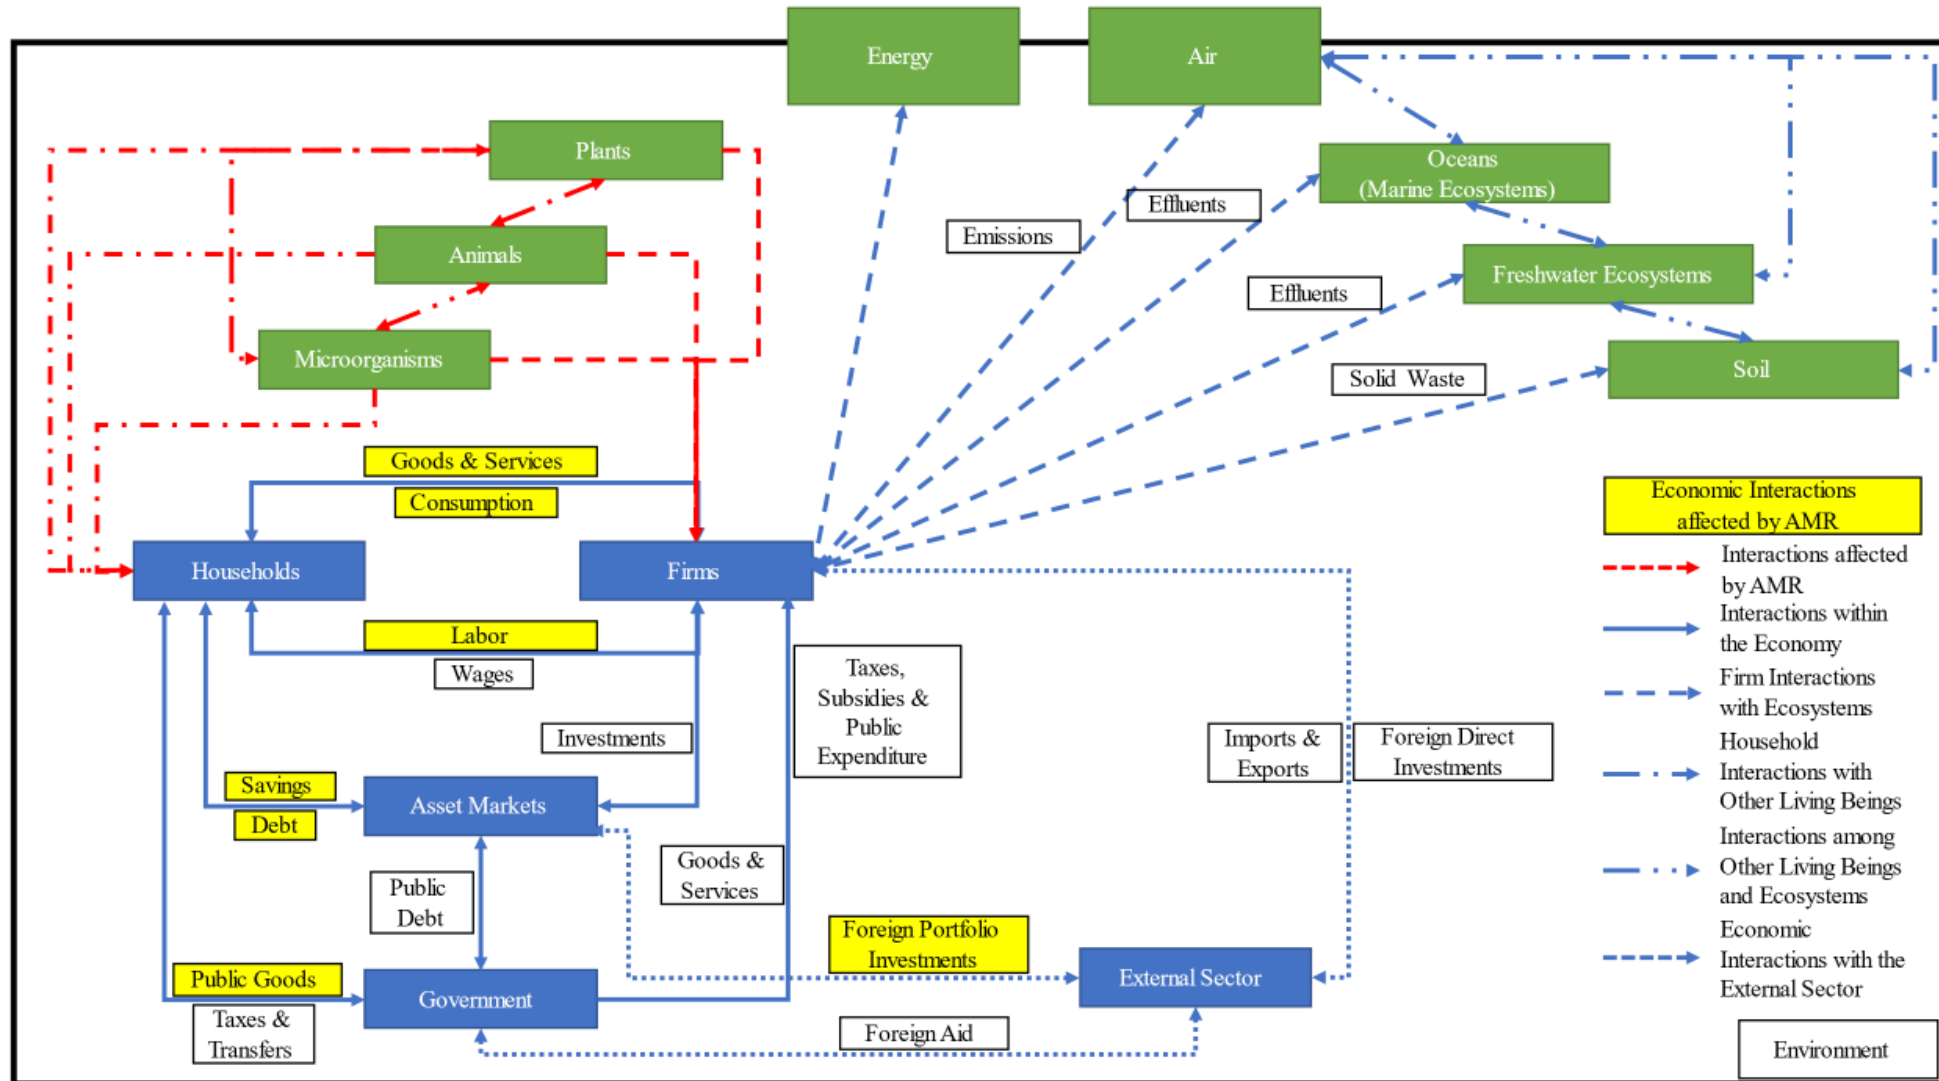 Energy
Air
Plants
Oceans
(Marine Ecosystems)
Effluents
Emissions
Animals
Freshwater Ecosystems
Effluents
Microorganisms
Solid Waste
Soil
Goods & Services
Consumption
Households
Firms
Labor
Wages
Taxes,
Subsidies &
Public
Expenditure
Investments
Imports &
Exports
Foreign Direct
Investments
Savings
Debt
Asset Markets
Goods &
Services
Public
Debt
Foreign Portfolio
Investments
Public Goods
Taxes &
Transfers
Government
External Sector
Foreign Aid
Economic Interactions
affected by AMR
Interactions affected
by AMR
Interactions within
the Economy
Firm Interactions
with Ecosystems
Household
Interactions with
Other Living Beings
Interactions among
Other Living Beings
and Ecosystems
Economic
Interactions with the
External Sector
Environment